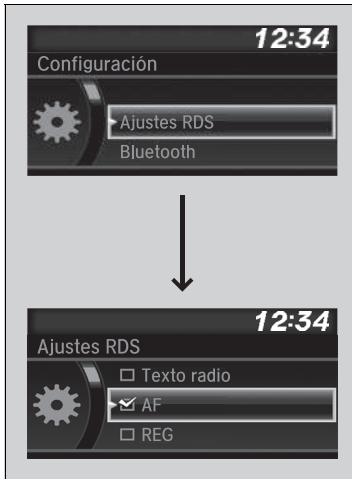 12:34
Configuración
Ajustes RDS
Bluetooth
12:34
Ajustes RDS
Texto radio
AF
REG